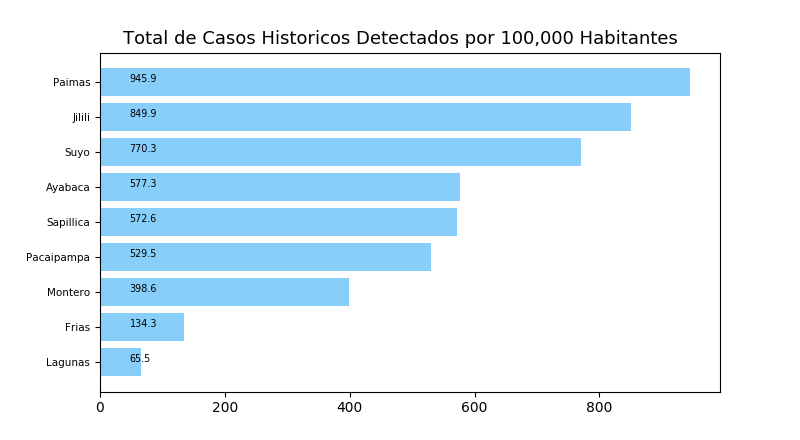 Total de Casos Historicos Detectados por 100,000 Habitantes
Paimas 945.9
Jilili 849.9
Suyo 770.3
Ayabaca 577.3
Sapillica 572.6
Pacaipampa 529.5
Montero 398.6
Frias 134.3
Lagunas 65.5
0 200 400 600 800